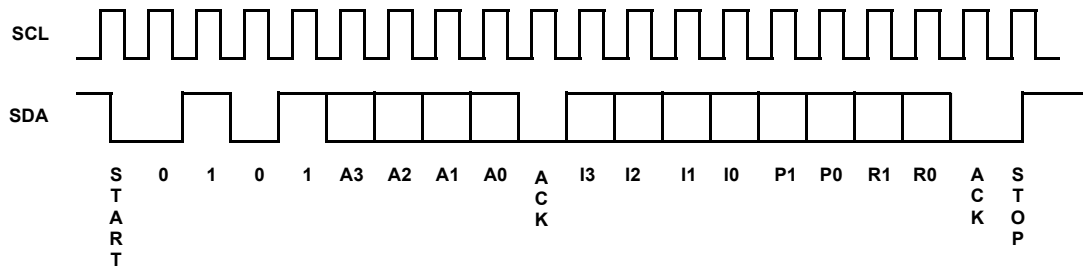 SCL
SDA
START 0 1 0 1 A3 A2 A1 A0 ACK I3 I2 I1 I0 P1 P0 R1 R0 ACK STOP